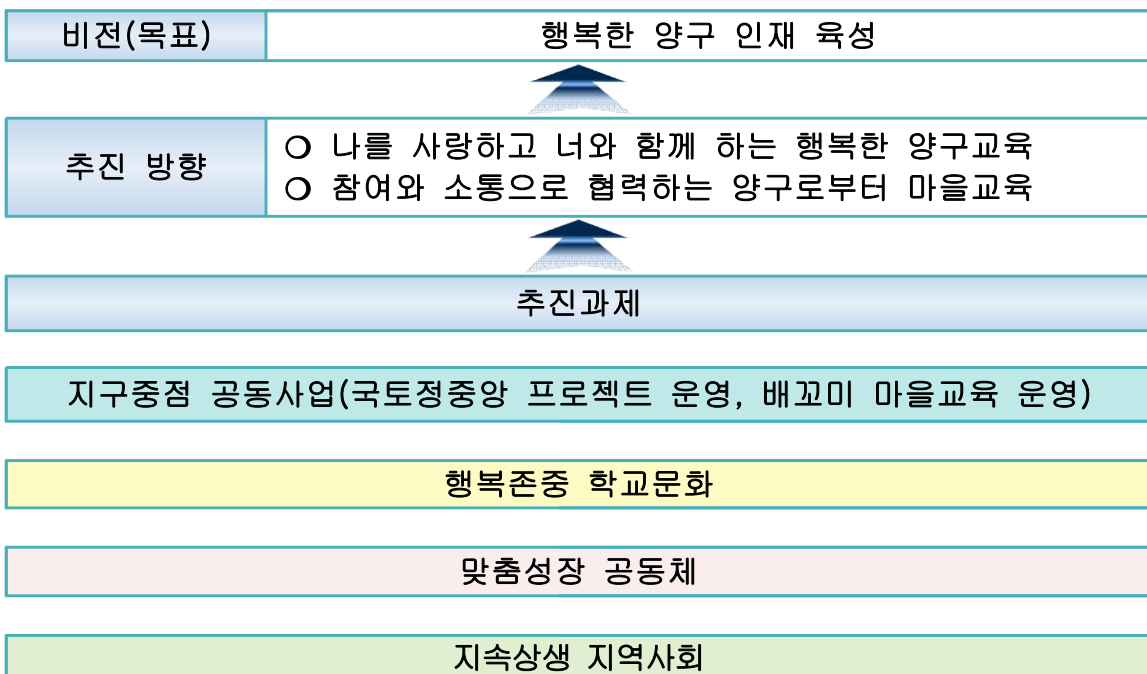 비전(목표)
행복한 양구 인재 육성
추진 방향
❍ 나를 사랑하고 너와 함께 하는 행복한 양구교육
❍ 참여와 소통으로 협력하는 양구로부터 마을교육
추진과제
지구중점 공동사업(국토정중앙 프로젝트 운영, 배꼬미 마을교육 운영)
행복존중 학교문화
맞춤성장 공동체
지속상생 지역사회